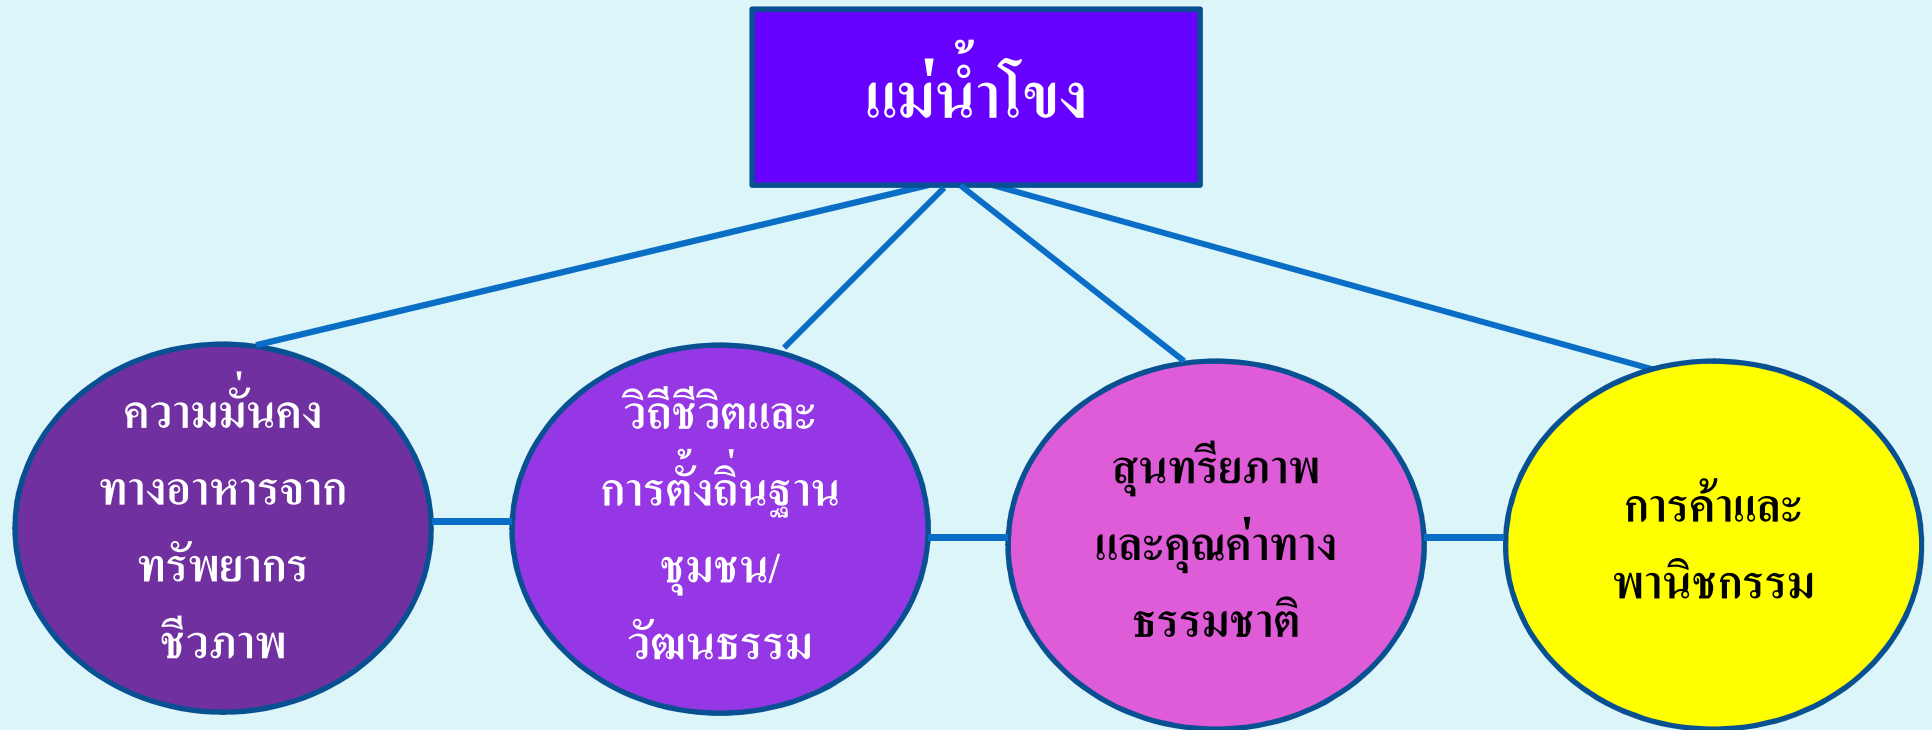 แม่น้ำโขง
ความมั่นคง
ทางอาหารจาก
ทรัพยากร
ชีวภาพ
วิถีชีวิตและ
การตั้งถิ่นฐาน
ชุมชน/
วัฒนธรรม
สุนทรียภาพ
และคุณค่าทาง
ธรรมชาติ
การค้าและ
พานิชกรรม